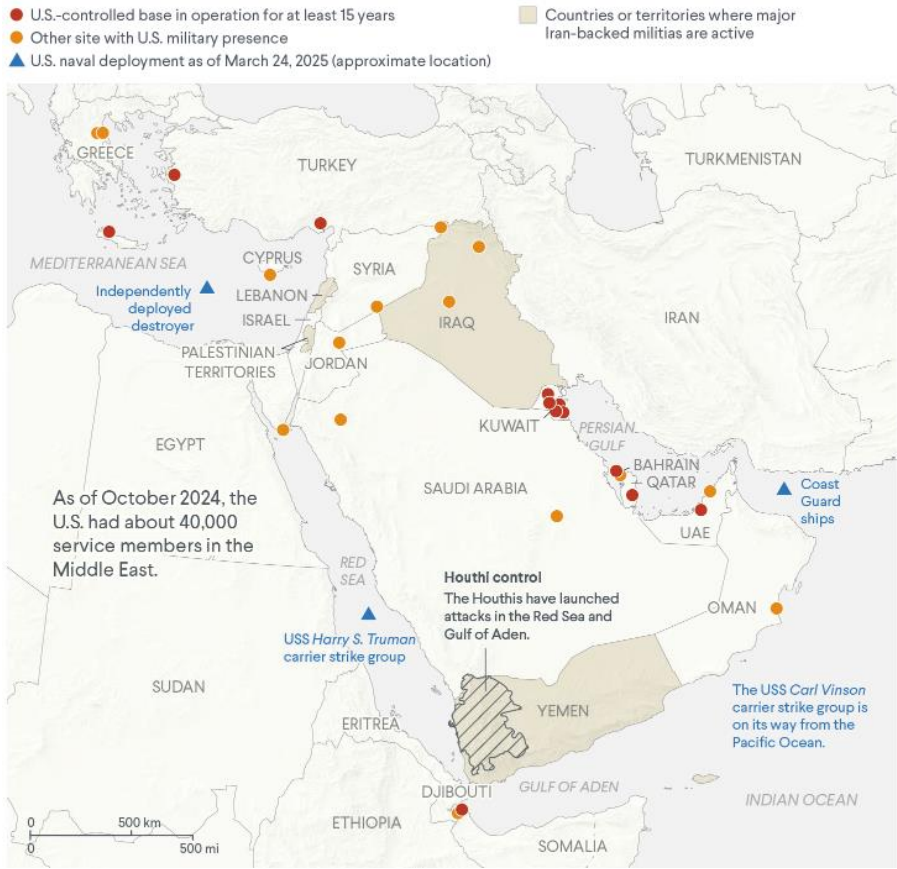 U.S.-controlled base in operation for at least 15 years
Other site with U.S. military presence
U.S. naval deployment as of March 24, 2025 (approximate location)
Countries or territories where major
Iran-backed militias are active
GREECE
TURKEY
TURKMENISTAN
MEDITERRANEAN SEA
CYPRUS
SYRIA
Independently
deployed
destroyer
LEBANON
ISRAEL
IRAQ
IRAN
PALESTINIAN
TERRITORIES
JORDAN
KUWAIT
PERSIAN
GULF
EGYPT
BAHRAIN
QATAR
SAUDI ARABIA
Coast
Guard
ships
UAE
As of October 2024, the
U.S. had about 40,000
service members in the
Middle East.
RED
SEA
Houthi control
The Houthis have launched
attacks in the Red Sea and
Gulf of Aden.
OMAN
USS Harry S. Truman
carrier strike group
SUDAN
YEMEN
The USS Carl Vinson
carrier strike group is
on its way from the
Pacific Ocean.
ERITREA
DJIBOUTI
GULF OF ADEN
INDIAN OCEAN
ETHIOPIA
SOMALIA
0 500 km
0 500 mi